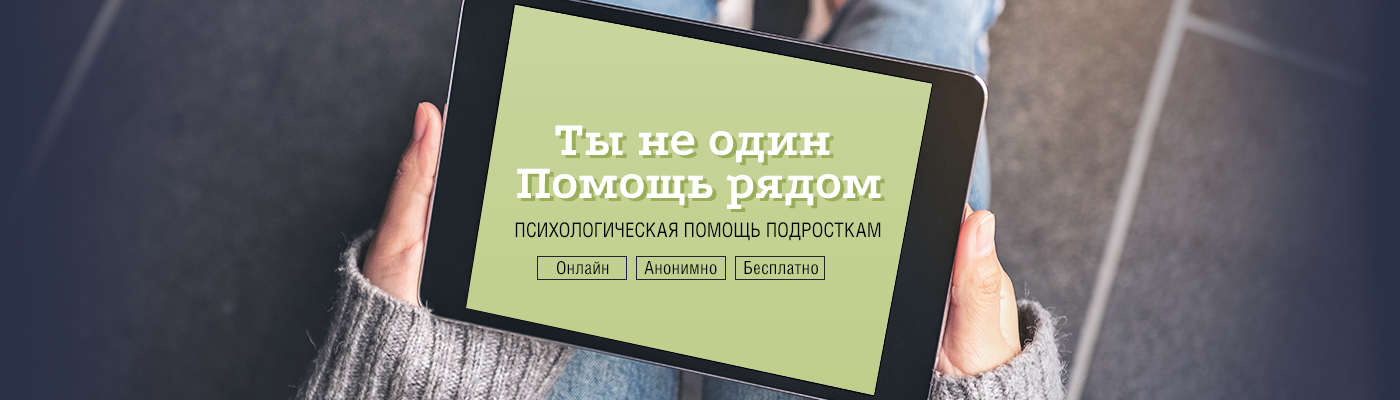 Ты не один
Помощь рядом
ПСИХОЛОГИЧЕСКАЯ ПОМОЩЬ ПОДРОСТКАМ
Онлайн Анонимно Бесплатно